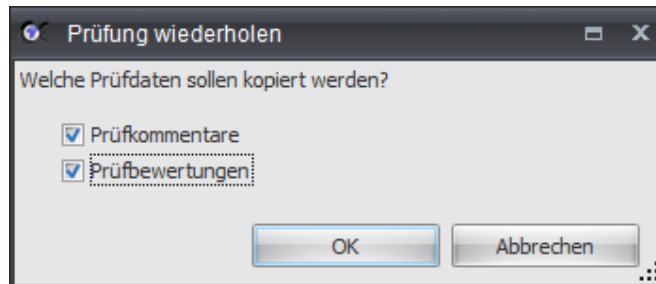 Prüfung wiederholen
Welche Prüfdaten sollen kopiert werden?
Prüfkommentare
Prüfbewertungen
OK Abbrechen